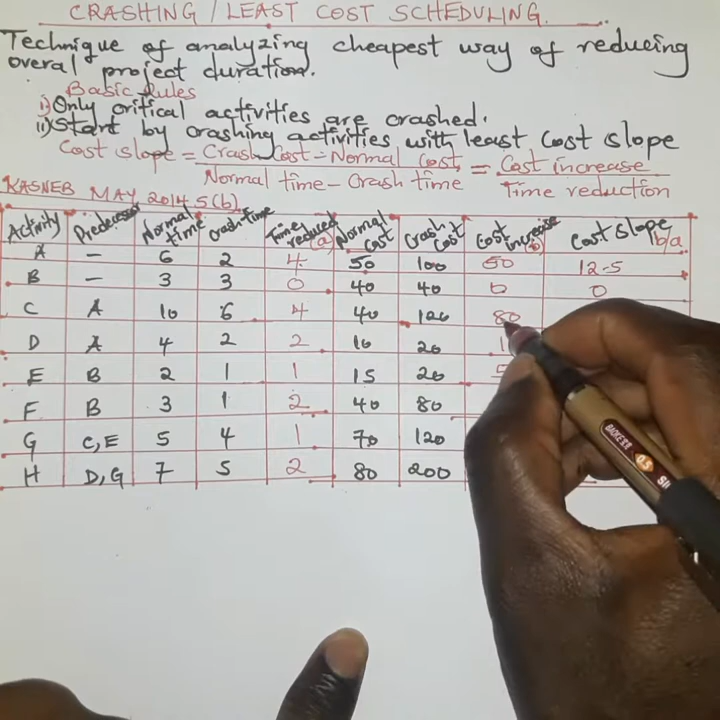 CRASHING / LEAST COST SCHEDULING.
Technique of analyzing cheapest way of reducing
overal project duration.
Basic Rules
i) Only critical activities are crashed.
ii) Start by crashing activities with least cost slope
Cost slope = Crash Cost - Normal cost = Cost increase
Normal time - Crash time Time reduction
KASNEB MAY 2014 5(b)
Activity Predecessor Normal time Crash time Time reduced (a) Normal cost Crash cost Cost increase (b) Cost slope b/a
A - 6 2 4 50 100 50 12.5
B - 3 3 0 40 40 0 0
C A 10 6 4 40 120 80
D A 4 2 2 10 20 1
E B 2 1 1 15 20 5
F B 3 1 2 40 80
G C,E 5 4 1 70 120
H D,G 7 5 2 80 200
0.5